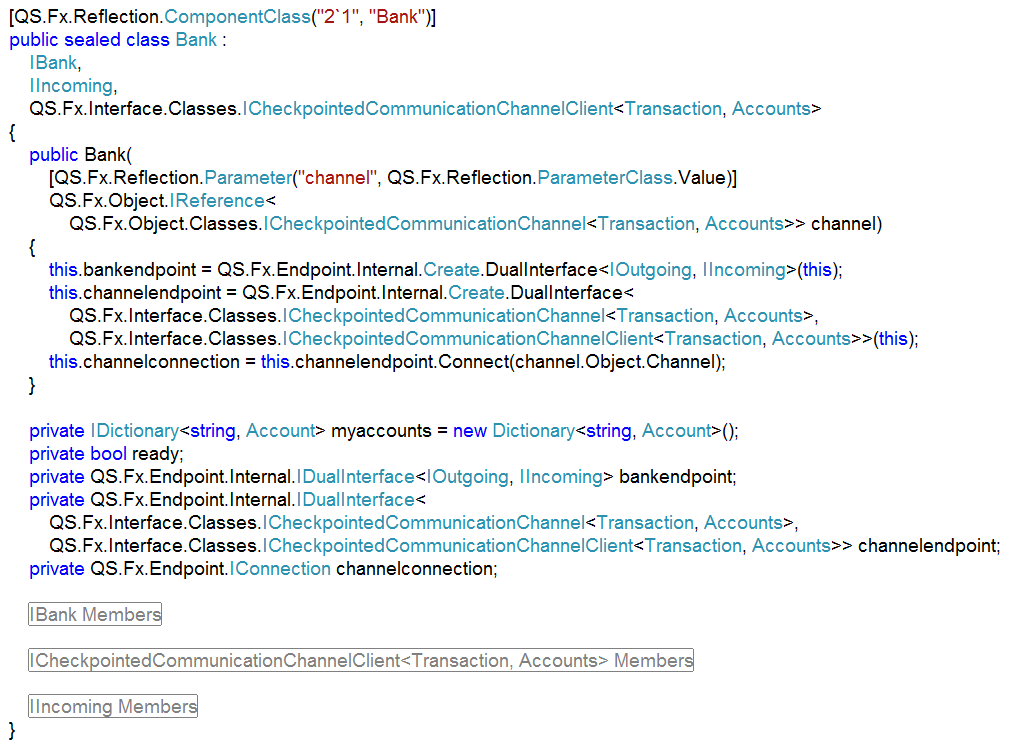 [QS.Fx.Reflection.ComponentClass("2`1", "Bank")]
public sealed class Bank :
    IBank,
    IIncoming,
    QS.Fx.Interface.Classes.ICheckpointedCommunicationChannelClient<Transaction, Accounts>
{
    public Bank(
        [QS.Fx.Reflection.Parameter("channel", QS.Fx.Reflection.ParameterClass.Value)]
        QS.Fx.Object.IReference<
            QS.Fx.Object.Classes.ICheckpointedCommunicationChannel<Transaction, Accounts>> channel)
    {
        this.bankendpoint = QS.Fx.Endpoint.Internal.Create.DualInterface<IOutgoing, IIncoming>(this);
        this.channelendpoint = QS.Fx.Endpoint.Internal.Create.DualInterface<
            QS.Fx.Interface.Classes.ICheckpointedCommunicationChannel<Transaction, Accounts>,
            QS.Fx.Interface.Classes.ICheckpointedCommunicationChannelClient<Transaction, Accounts>>(this);
        this.channelconnection = this.channelendpoint.Connect(channel.Object.Channel);
    }
    private IDictionary<string, Account> myaccounts = new Dictionary<string, Account>();
    private bool ready;
    private QS.Fx.Endpoint.Internal.IDualInterface<IOutgoing, IIncoming> bankendpoint;
    private QS.Fx.Endpoint.Internal.IDualInterface<
        QS.Fx.Interface.Classes.ICheckpointedCommunicationChannel<Transaction, Accounts>,
        QS.Fx.Interface.Classes.ICheckpointedCommunicationChannelClient<Transaction, Accounts>> channelendpoint;
    private QS.Fx.Endpoint.IConnection channelconnection;
    IBank Members
    ICheckpointedCommunicationChannelClient<Transaction, Accounts> Members
    IIncoming Members
}